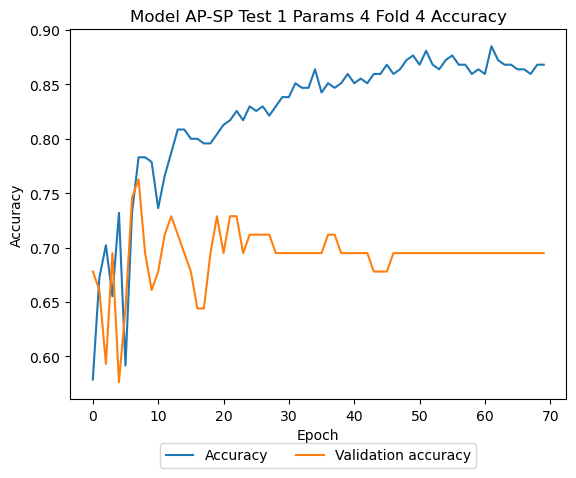 Model AP-SP Test 1 Params 4 Fold 4 Accuracy
0.90
0.85
0.80
0.75
0.70
0.65
0.60
Accuracy
0 10 20 30 40 50 60 70
Epoch
Accuracy Validation accuracy